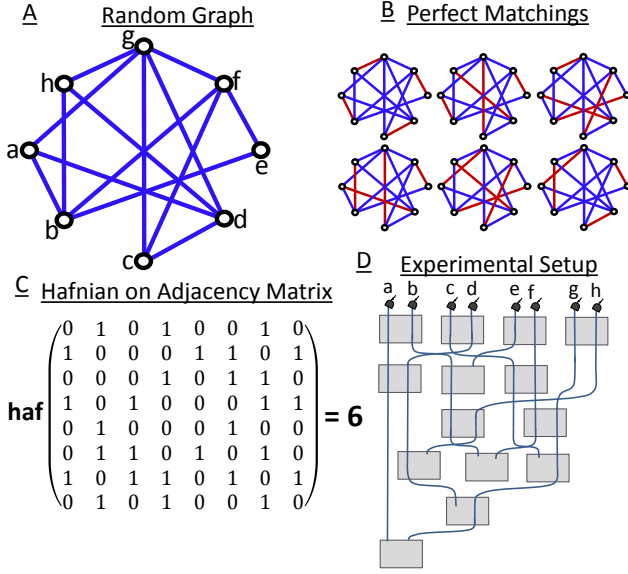 A Random Graph
g
h
f
a
e
b
d
c
B Perfect Matchings
C Hafnian on Adjacency Matrix
0 1 0 1 0 0 1 0
1 0 0 0 1 1 0 1
0 0 0 1 0 1 1 0
1 0 1 0 0 0 1 1
haf = 6
0 1 0 0 0 1 0 0
0 1 1 0 1 0 1 0
1 0 1 1 0 1 0 1
0 1 0 1 0 0 1 0
D Experimental Setup
a b c d e f g h